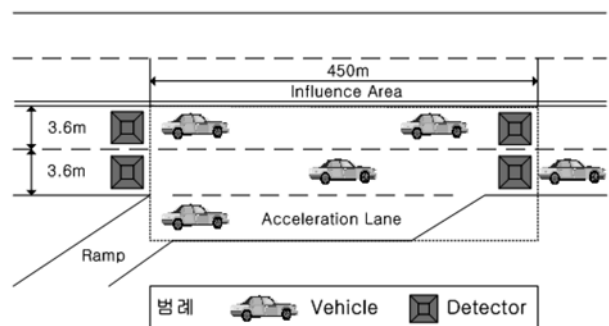 450m
Influence Area
3.6m
3.6m
Acceleration Lane
Ramp
범례 Vehicle Detector